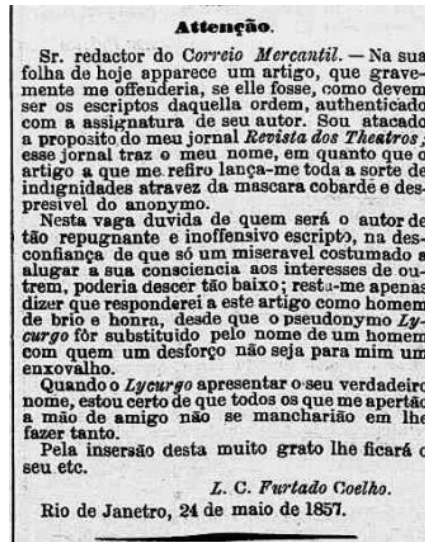 Attenção.
Sr. redactor do Correio Mercantil. — Na sua
folha de hoje apparece um artigo, que grave-
mente me offenderia, se elle fosse, como devem
ser os escriptos daquella ordem, authenticado
com a assignatura de seu autor. Sou atacado
a proposito do meu jornal Revista dos Theatros;
esse jornal traz o meu nome, em quanto que o
artigo a que me refiro lança-me toda a sorte de
indignidades atravez da mascara cobarde e des-
presivel do anonymo.
Nesta vaga duvida de quem será o autor de
tão repugnante e inoffensivo escripto, na des-
confiança de que só um miseravel costumado a
alugar a sua consciencia aos interesses de ou-
trem, poderia descer tão baixo; resta-me apenas
dizer que responderei a este artigo como homem
de brio e honra, desde que o pseudonymo Ly-
curgo fôr substituido pelo nome de um homem
com quem um desforço não seja para mim um
enxovalho.
Quando o Lycurgo apresentar o seu verdadeiro
nome, estou certo de que todos os que me apertão
a mão de amigo não se mancharião em lhe
fazer tanto.
Pela insersão desta muito grato lhe ficará o
seu etc.
L. C. Furtado Coelho.
Rio de Janetro, 24 de maio de 1857.